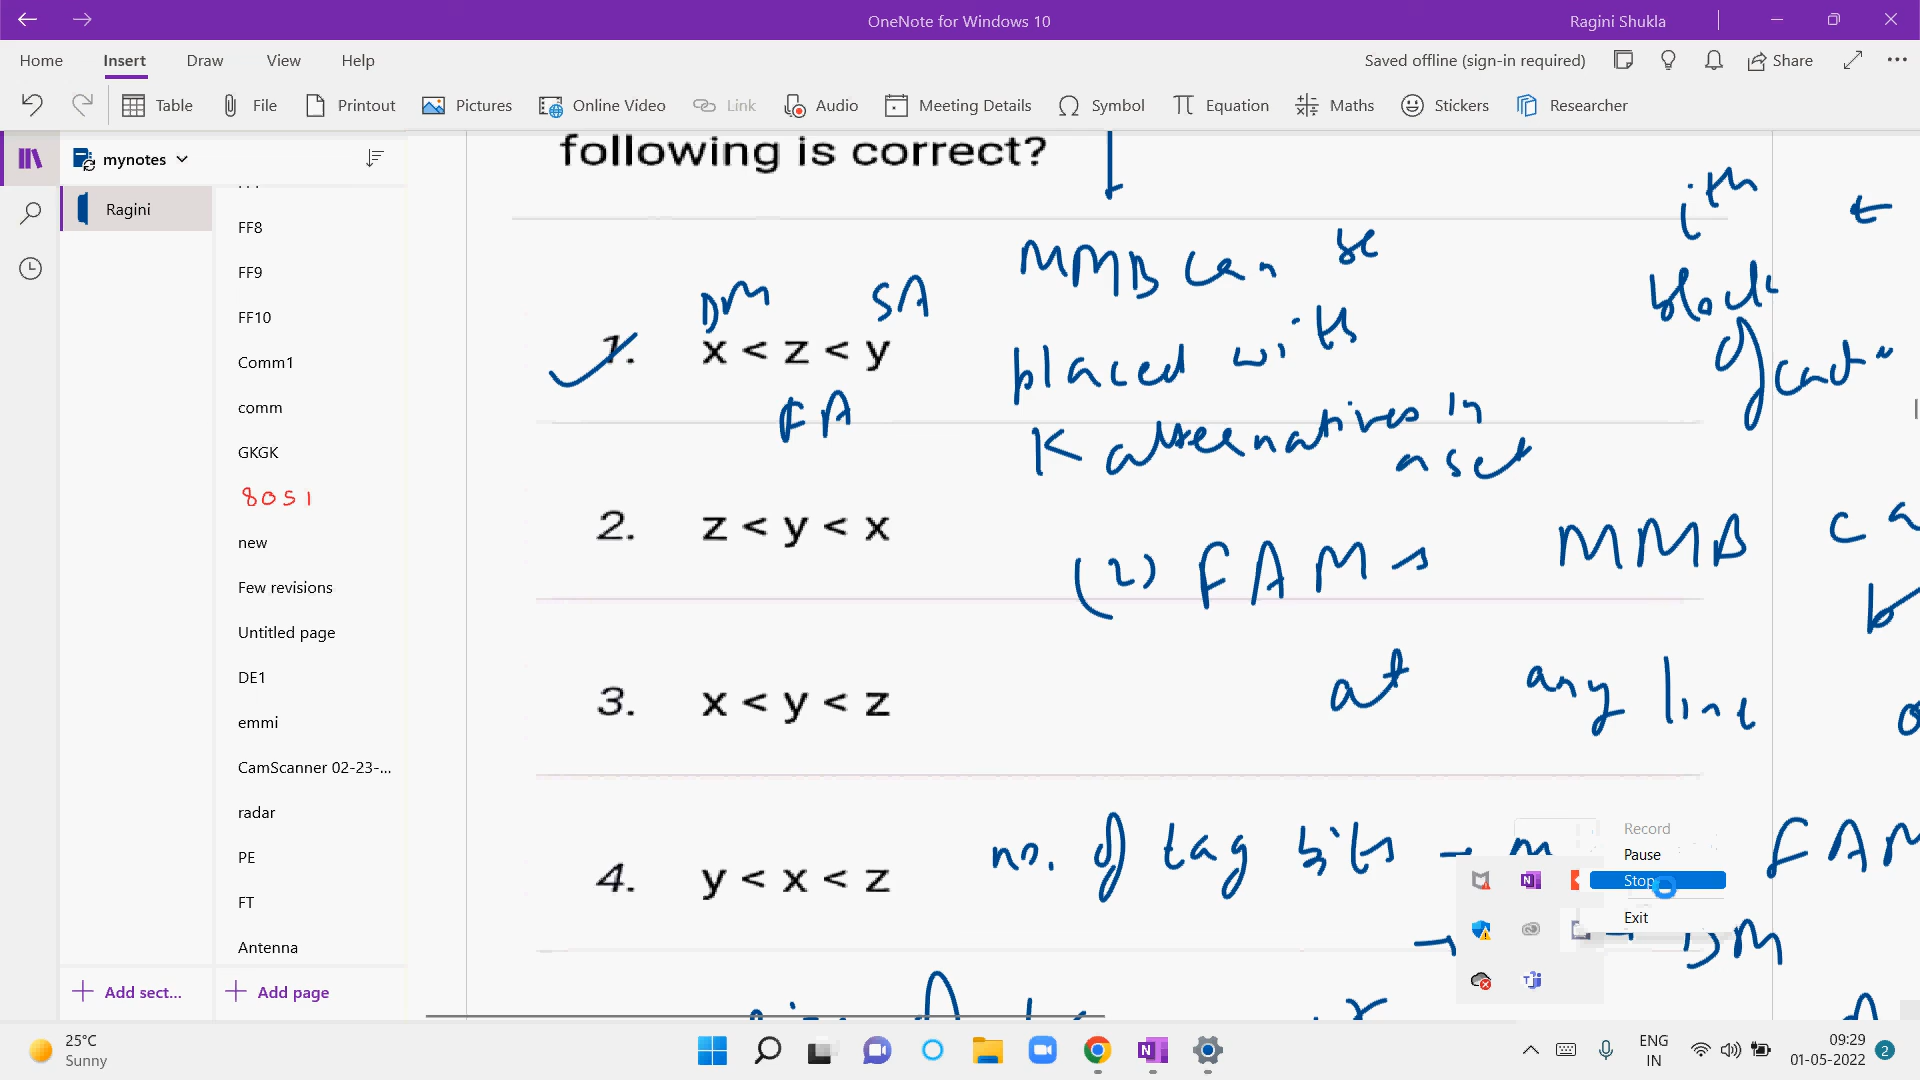 OneNote for Windows 10
Ragini Shukla
Home Insert Draw View Help
Saved offline (sign-in required)
Share
Table File Printout Pictures Online Video Link Audio Meeting Details Symbol Equation Maths Stickers Researcher
mynotes
Ragini
FF8
FF9
FF10
Comm1
comm
GKGK
8051
new
Few revisions
Untitled page
DE1
emmi
CamScanner 02-23-...
radar
PE
FT
Antenna
Add sect...
Add page
following is correct?
DM SA
1. x < z < y
FA
2. z < y < x
3. x < y < z
4. y < x < z
MMB can be
placed with
K alternatives in
a set
ith
block
of
(2) FAM
MMB ca
at any line
no. of tag bits → m
FAM
DM
Record
Pause
Stop
Exit
25°C
Sunny
ENG
IN
09:29
01-05-2022
2